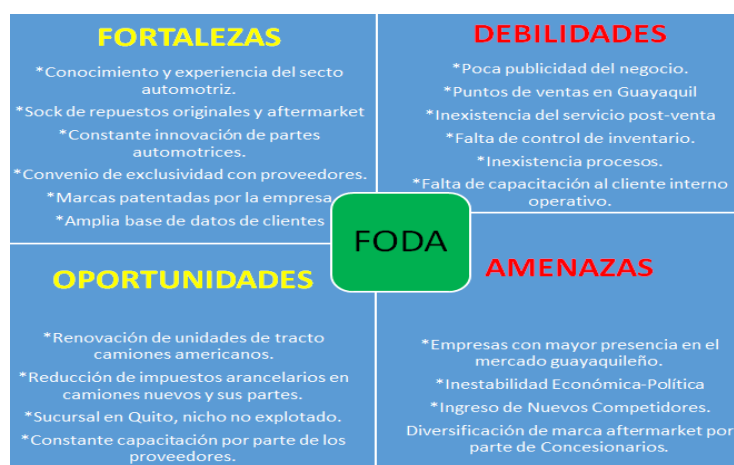 FORTALEZAS
*Conocimiento y experiencia del secto
automotriz.
*Sock de repuestos originales y aftermarket
*Constante innovación de partes
automotrices.
*Convenio de exclusividad con proveedores.
*Marcas patentadas por la empresa
*Amplia base de datos de clientes
DEBILIDADES
*Poca publicidad del negocio.
*Puntos de ventas en Guayaquil
*Inexistencia del servicio post-venta
*Falta de control de inventario.
*Inexistencia procesos.
*Falta de capacitación al cliente interno
operativo.
FODA
OPORTUNIDADES
*Renovación de unidades de tracto
camiones americanos.
*Reducción de impuestos arancelarios en
camiones nuevos y sus partes.
*Sucursal en Quito, nicho no explotado.
*Constante capacitación por parte de los
proveedores.
AMENAZAS
*Empresas con mayor presencia en el
mercado guayaquileño.
*Inestabilidad Económica-Política
*Ingreso de Nuevos Competidores.
Diversificación de marca aftermarket por
parte de Concesionarios.